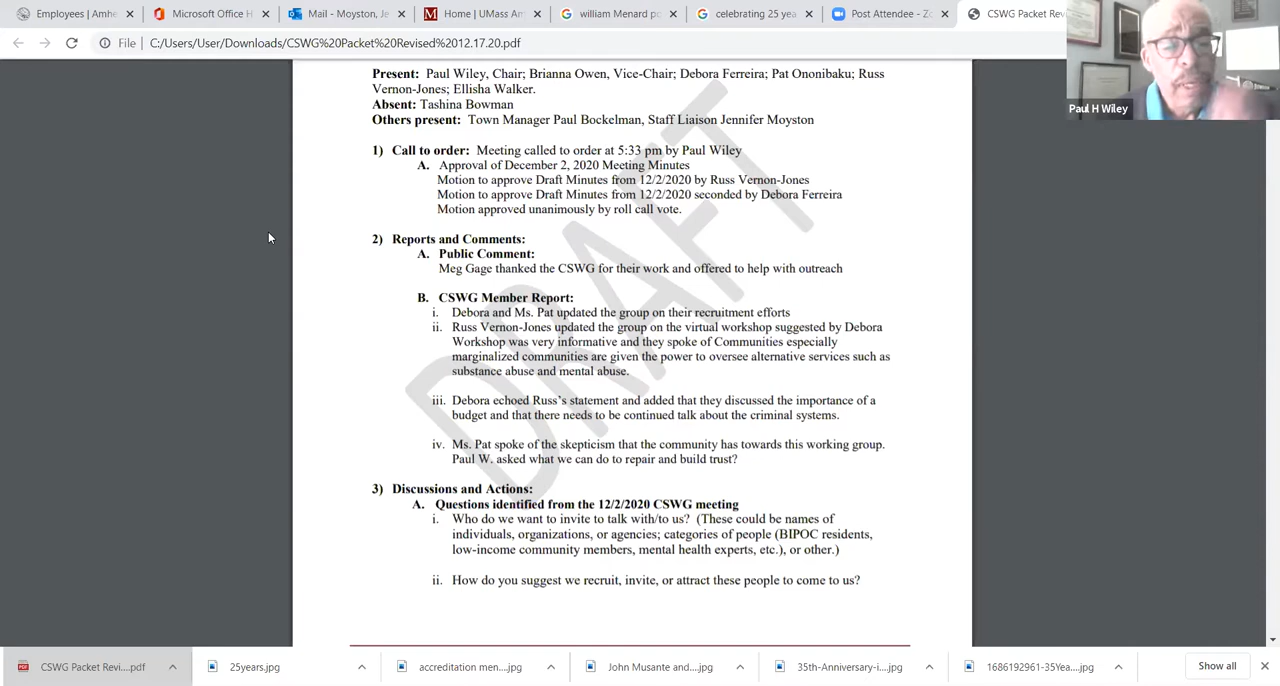 Employees | Amhe
Microsoft Office H
Mail - Moyston, Je
Home | UMass Am
william Menard po
celebrating 25 yea
Post Attendee - Zo
CSWG Packet Rev
File
C:/Users/User/Downloads/CSWG%20Packet%20Revised%2012.17.20.pdf
Paul H Wiley
Present: Paul Wiley, Chair; Brianna Owen, Vice-Chair; Debora Ferreira; Pat Ononibaku; Russ
Vernon-Jones; Ellisha Walker.
Absent: Tashina Bowman
Others present: Town Manager Paul Bockelman, Staff Liaison Jennifer Moyston
1) Call to order: Meeting called to order at 5:33 pm by Paul Wiley
A. Approval of December 2, 2020 Meeting Minutes
Motion to approve Draft Minutes from 12/2/2020 by Russ Vernon-Jones
Motion to approve Draft Minutes from 12/2/2020 seconded by Debora Ferreira
Motion approved unanimously by roll call vote.
2) Reports and Comments:
A. Public Comment:
Meg Gage thanked the CSWG for their work and offered to help with outreach
B. CSWG Member Report:
i. Debora and Ms. Pat updated the group on their recruitment efforts
ii. Russ Vernon-Jones updated the group on the virtual workshop suggested by Debora
Workshop was very informative and they spoke of Communities especially
marginalized communities are given the power to oversee alternative services such as
substance abuse and mental abuse.
iii. Debora echoed Russ's statement and added that they discussed the importance of a
budget and that there needs to be continued talk about the criminal systems.
iv. Ms. Pat spoke of the skepticism that the community has towards this working group.
Paul W. asked what we can do to repair and build trust?
3) Discussions and Actions:
A. Questions identified from the 12/2/2020 CSWG meeting
i. Who do we want to invite to talk with/to us? (These could be names of
individuals, organizations, or agencies; categories of people (BIPOC residents,
low-income community members, mental health experts, etc.), or other.)
ii. How do you suggest we recruit, invite, or attract these people to come to us?
DRAFT
CSWG Packet Revi....pdf
25years.jpg
accreditation men....jpg
John Musante and....jpg
35th-Anniversary-i....jpg
1686192961-35Yea....jpg
Show all